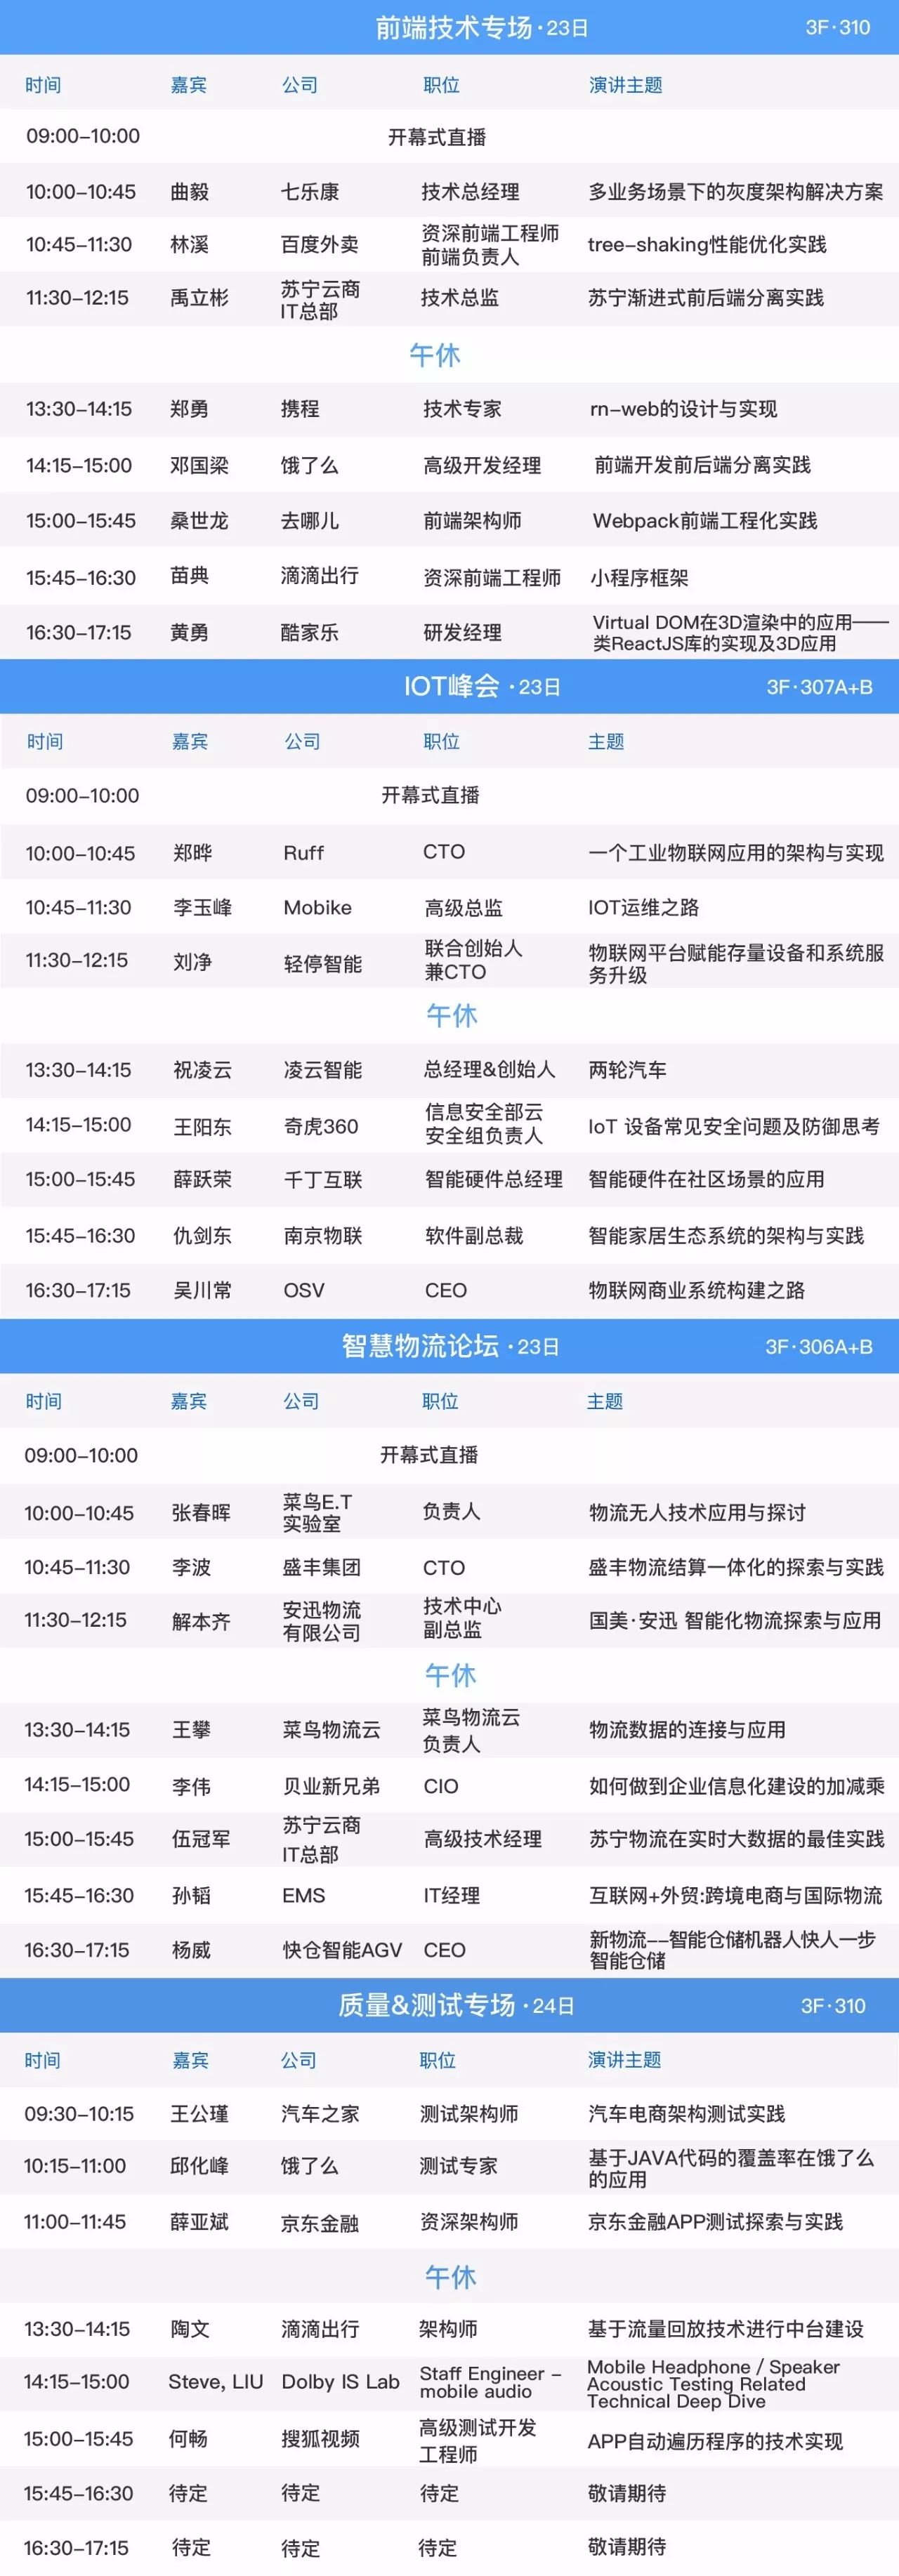 前端技术专场·23日 3F·310
时间 嘉宾 公司 职位 演讲主题
09:00-10:00 开幕式直播
10:00-10:45 曲毅 七乐康 技术总经理 多业务场景下的灰度架构解决方案
10:45-11:30 林溪 百度外卖 资深前端工程师 前端负责人 tree-shaking性能优化实践
11:30-12:15 禹立彬 苏宁云商 IT总部 技术总监 苏宁渐进式前后端分离实践
午休
13:30-14:15 郑勇 携程 技术专家 rn-web的设计与实现
14:15-15:00 邓国梁 饿了么 高级开发经理 前端开发前后端分离实践
15:00-15:45 桑世龙 去哪儿 前端架构师 Webpack前端工程化实践
15:45-16:30 苗典 滴滴出行 资深前端工程师 小程序框架
16:30-17:15 黄勇 酷家乐 研发经理 Virtual DOM在3D渲染中的应用——
类ReactJS库的实现及3D应用
IOT峰会 ·23日 3F·307A+B
时间 嘉宾 公司 职位 主题
09:00-10:00 开幕式直播
10:00-10:45 郑晔 Ruff CTO 一个工业物联网应用的架构与实现
10:45-11:30 李玉峰 Mobike 高级总监 IOT运维之路
11:30-12:15 刘净 轻停智能 联合创始人 兼CTO 物联网平台赋能存量设备和系统服
务升级
午休
13:30-14:15 祝凌云 凌云智能 总经理&创始人 两轮汽车
14:15-15:00 王阳东 奇虎360 信息安全部云 安全组负责人 IoT 设备常见安全问题及防御思考
15:00-15:45 薛跃荣 千丁互联 智能硬件总经理 智能硬件在社区场景的应用
15:45-16:30 仇剑东 南京物联 软件副总裁 智能家居生态系统的架构与实践
16:30-17:15 吴川常 OSV CEO 物联网商业系统构建之路
智慧物流论坛 ·23日 3F·306A+B
时间 嘉宾 公司 职位 主题
09:00-10:00 开幕式直播
10:00-10:45 张春晖 菜鸟E.T 实验室 负责人 物流无人技术应用与探讨
10:45-11:30 李波 盛丰集团 CTO 盛丰物流结算一体化的探索与实践
11:30-12:15 解本齐 安迅物流 有限公司 技术中心 副总监 国美·安迅 智能化物流探索与应用
午休
13:30-14:15 王攀 菜鸟物流云 菜鸟物流云 负责人 物流数据的连接与应用
14:15-15:00 李伟 贝业新兄弟 CIO 如何做到企业信息化建设的加减乘
15:00-15:45 伍冠军 苏宁云商 IT总部 高级技术经理 苏宁物流在实时大数据的最佳实践
15:45-16:30 孙韬 EMS IT经理 互联网+外贸:跨境电商与国际物流
16:30-17:15 杨威 快仓智能AGV CEO 新物流--智能仓储机器人快人一步
智能仓储
质量&测试专场 ·24日 3F·310
时间 嘉宾 公司 职位 演讲主题
09:30-10:15 王公瑾 汽车之家 测试架构师 汽车电商架构测试实践
10:15-11:00 邱化峰 饿了么 测试专家 基于JAVA代码的覆盖率在饿了么
的应用
11:00-11:45 薛亚斌 京东金融 资深架构师 京东金融APP测试探索与实践
午休
13:30-14:15 陶文 滴滴出行 架构师 基于流量回放技术进行中台建设
14:15-15:00 Steve, LIU Dolby IS Lab Staff Engineer - mobile audio Mobile Headphone / Speaker
Acoustic Testing Related
Technical Deep Dive
15:00-15:45 何畅 搜狐视频 高级测试开发 工程师 APP自动遍历程序的技术实现
15:45-16:30 待定 待定 待定 敬请期待
16:30-17:15 待定 待定 待定 敬请期待